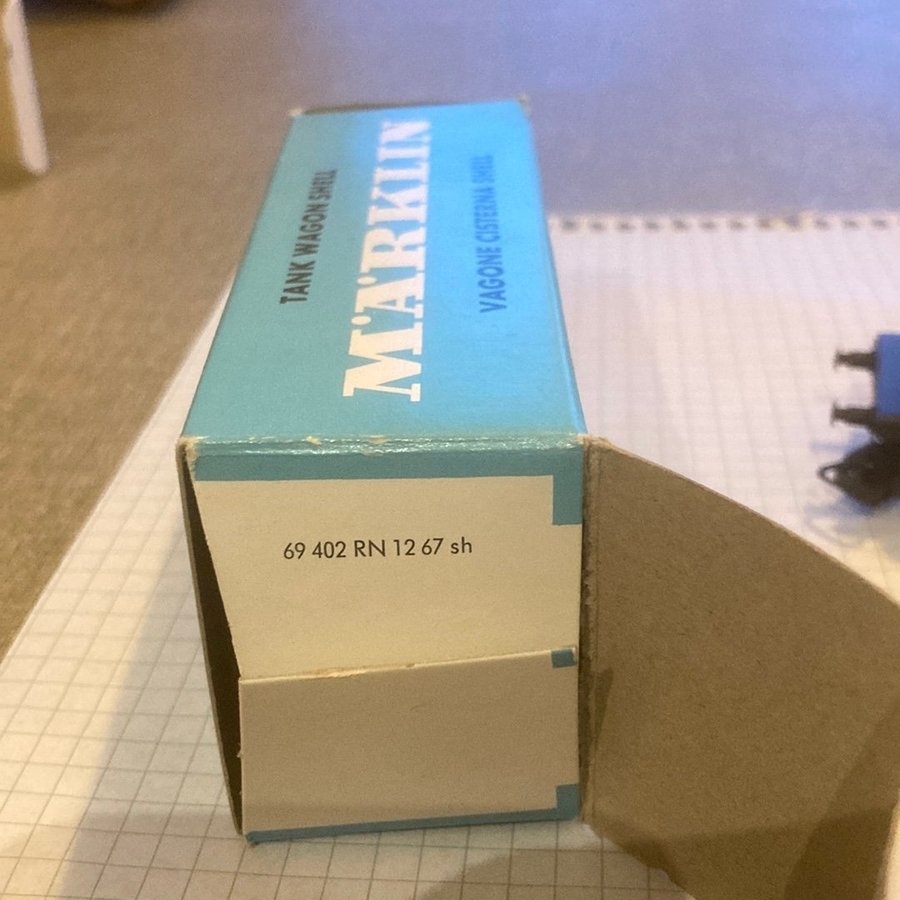 TANK WAGON SHELL
MÄRKLIN
VAGONE CISTERNA SHELL
69 402 RN 12 67 sh